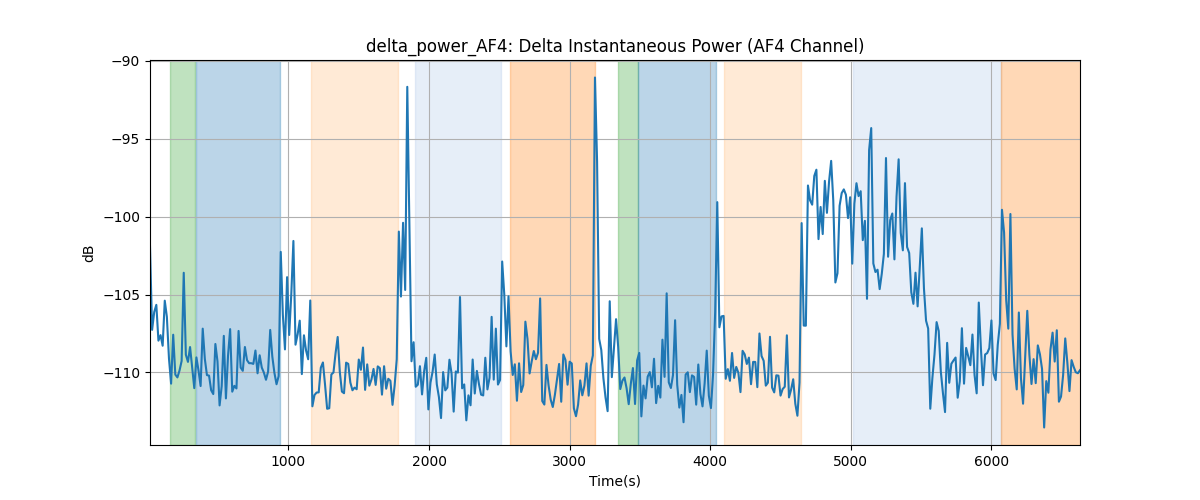 delta_power_AF4: Delta Instantaneous Power (AF4 Channel)
−90
−95
−100
−105
−110
dB
1000 2000 3000 4000 5000 6000
Time(s)